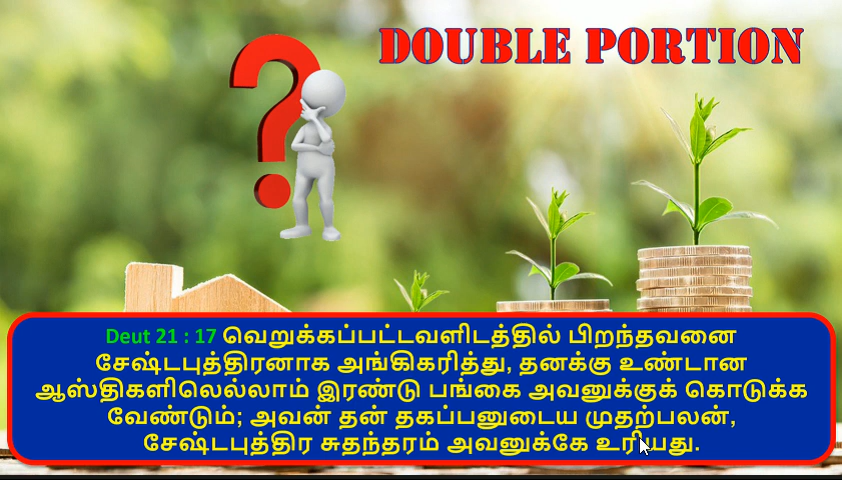 DOUBLE PORTION
Deut 21 : 17 வெறுக்கப்பட்டவளிடத்தில் பிறந்தவனை
சேஷ்டபுத்திரனாக அங்கிகரித்து, தனக்கு உண்டான
ஆஸ்திகளிலெல்லாம் இரண்டு பங்கை அவனுக்குக் கொடுக்க
வேண்டும்; அவன் தன் தகப்பனுடைய முதற்பலன்,
சேஷ்டபுத்திர சுதந்தரம் அவனுக்கே உரியது.